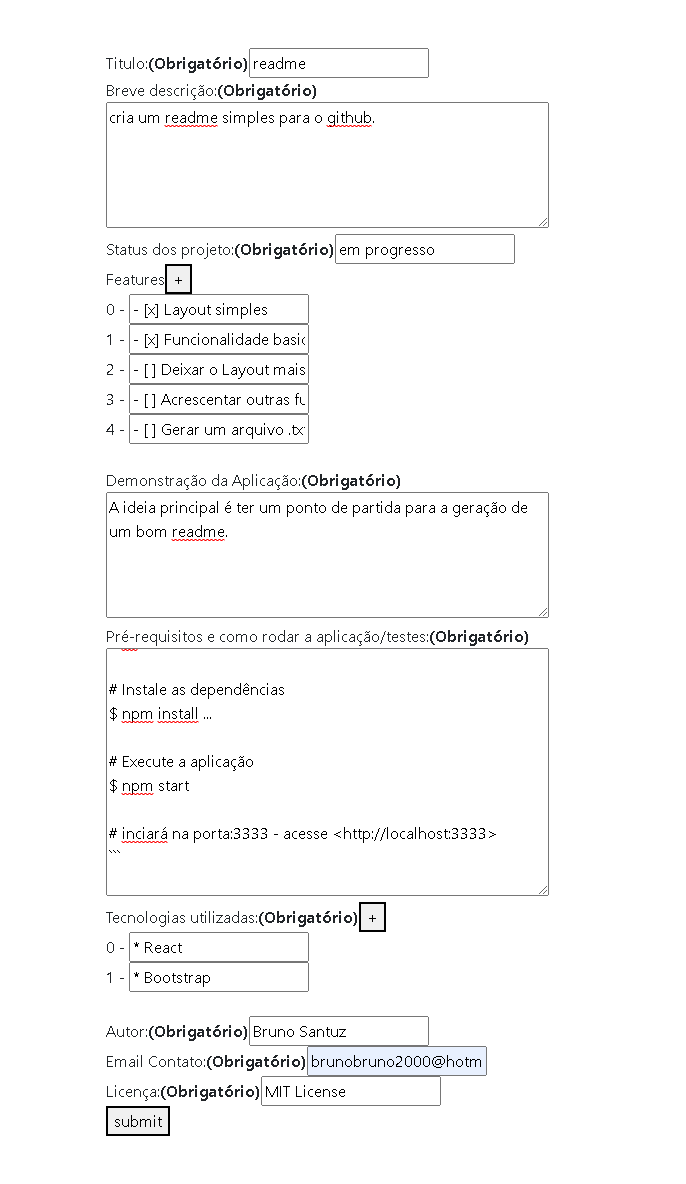 Titulo:(Obrigatório) readme
Breve descrição:(Obrigatório)
cria um readme simples para o github.
Status dos projeto:(Obrigatório) em progresso
Features +
0 - - [x] Layout simples
1 - - [x] Funcionalidade basic
2 - - [ ] Deixar o Layout mais
3 - - [ ] Acrescentar outras fu
4 - - [ ] Gerar um arquivo .tx
Demonstração da Aplicação:(Obrigatório)
A ideia principal é ter um ponto de partida para a geração de
um bom readme.
Pré-requisitos e como rodar a aplicação/testes:(Obrigatório)
# Instale as dependências
$ npm install ...
# Execute a aplicação
$ npm start
# inciará na porta:3333 - acesse <http://localhost:3333>
```
Tecnologias utilizadas:(Obrigatório) +
0 - * React
1 - * Bootstrap
Autor:(Obrigatório) Bruno Santuz
Email Contato:(Obrigatório) brunobruno2000@hotm
Licença:(Obrigatório) MIT License
submit